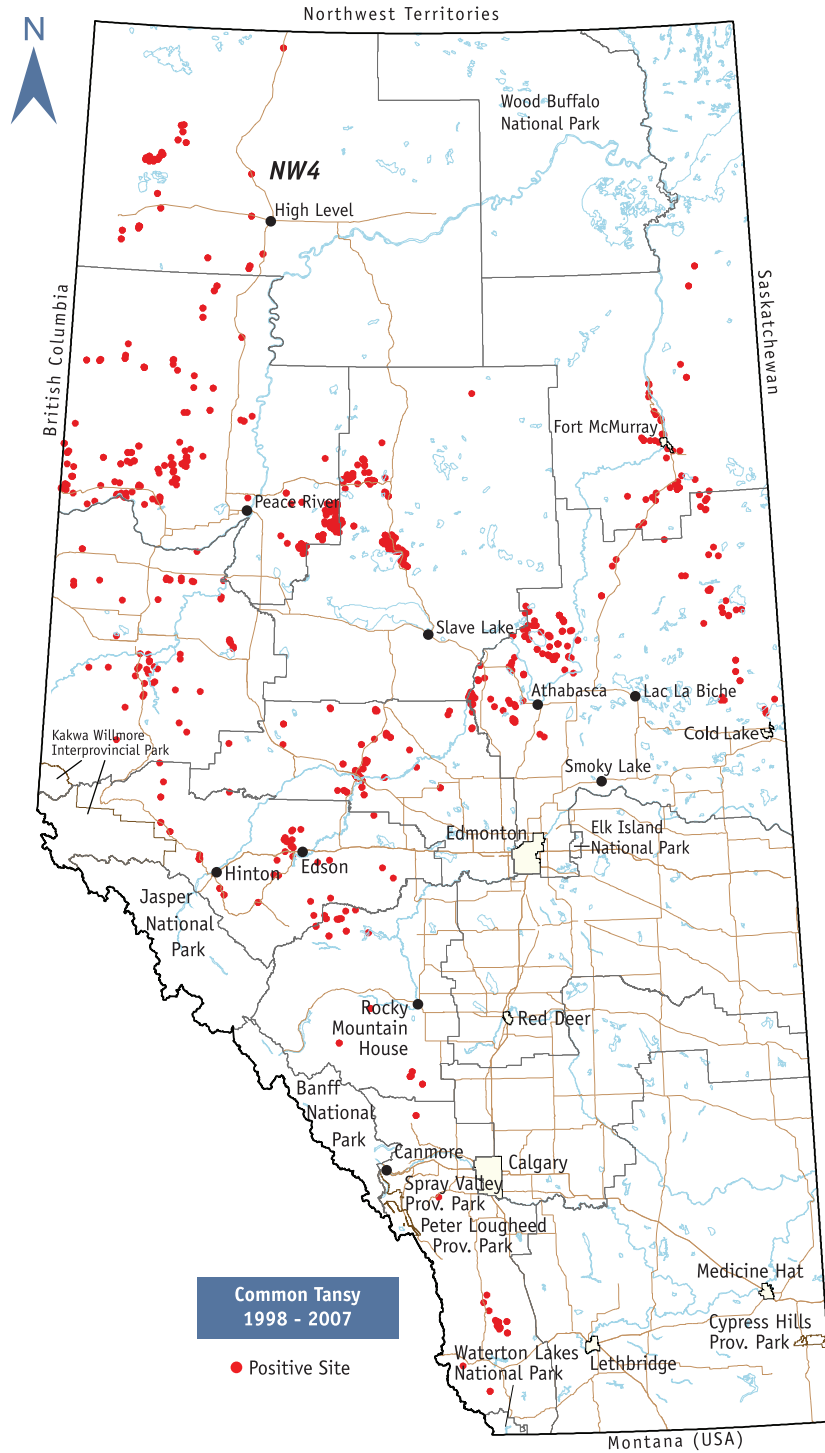 Northwest Territories
N
Wood Buffalo
National Park
NW4
High Level
British Columbia
Saskatchewan
Fort McMurray
Peace River
Slave Lake
Athabasca
Lac La Biche
Cold Lake
Kakwa Willmore
Interprovincial Park
Smoky Lake
Edmonton
Elk Island
National Park
Hinton
Edson
Jasper
National
Park
Rocky
Mountain
House
Red Deer
Banff
National
Park
Canmore
Calgary
Spray Valley
Prov. Park
Peter Lougheed
Prov. Park
Medicine Hat
Common Tansy
1998 - 2007
Cypress Hills
Prov. Park
Waterton Lakes
National Park
Lethbridge
Positive Site
Montana (USA)